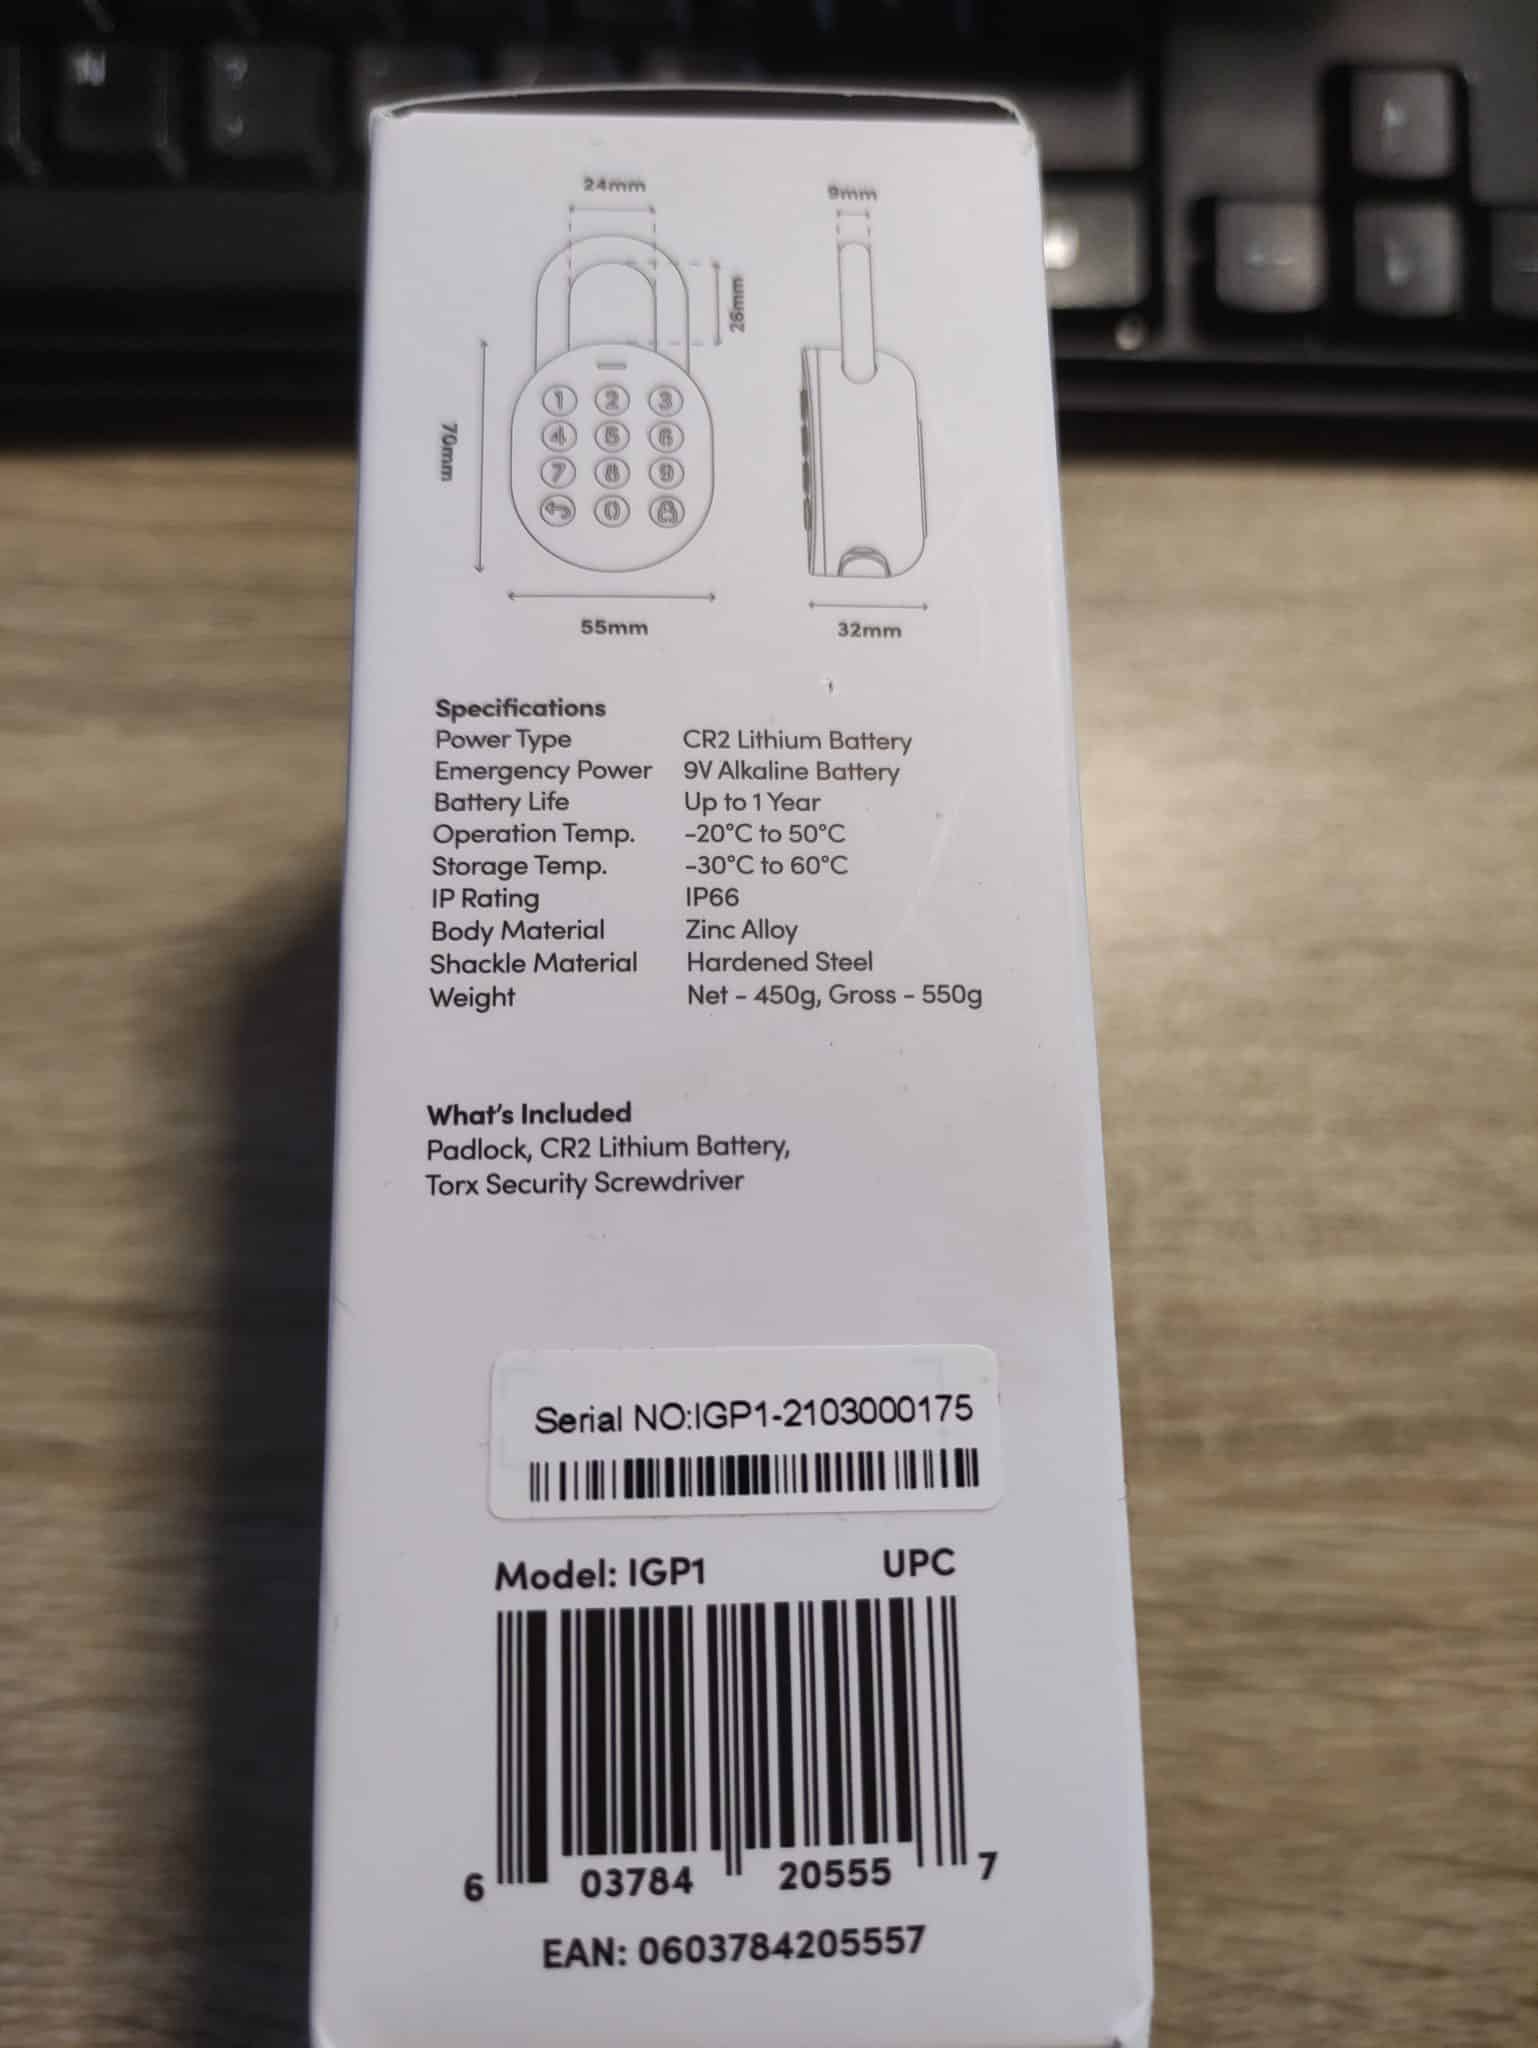 24mm
9mm
26mm
70mm
1 2 3
4 5 6
7 8 9
0
55mm
32mm
Specifications
Power Type CR2 Lithium Battery
Emergency Power 9V Alkaline Battery
Battery Life Up to 1 Year
Operation Temp. -20°C to 50°C
Storage Temp. -30°C to 60°C
IP Rating IP66
Body Material Zinc Alloy
Shackle Material Hardened Steel
Weight Net - 450g, Gross - 550g
What's Included
Padlock, CR2 Lithium Battery,
Torx Security Screwdriver
Serial NO:IGP1-2103000175
Model: IGP1 UPC
6 03784 20555 7
EAN: 0603784205557